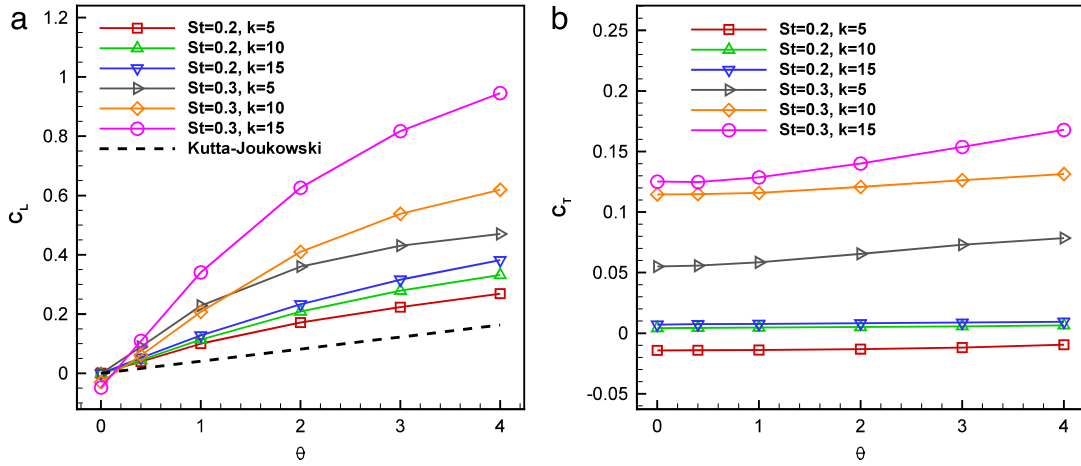 a
1.2
1
0.8
0.6
0.4
0.2
0
C_L
St=0.2, k=5
St=0.2, k=10
St=0.2, k=15
St=0.3, k=5
St=0.3, k=10
St=0.3, k=15
Kutta-Joukowski
0 1 2 3 4
θ
b
0.25
0.2
0.15
0.1
0.05
0
-0.05
C_T
St=0.2, k=5
St=0.2, k=10
St=0.2, k=15
St=0.3, k=5
St=0.3, k=10
St=0.3, k=15
0 1 2 3 4
θ